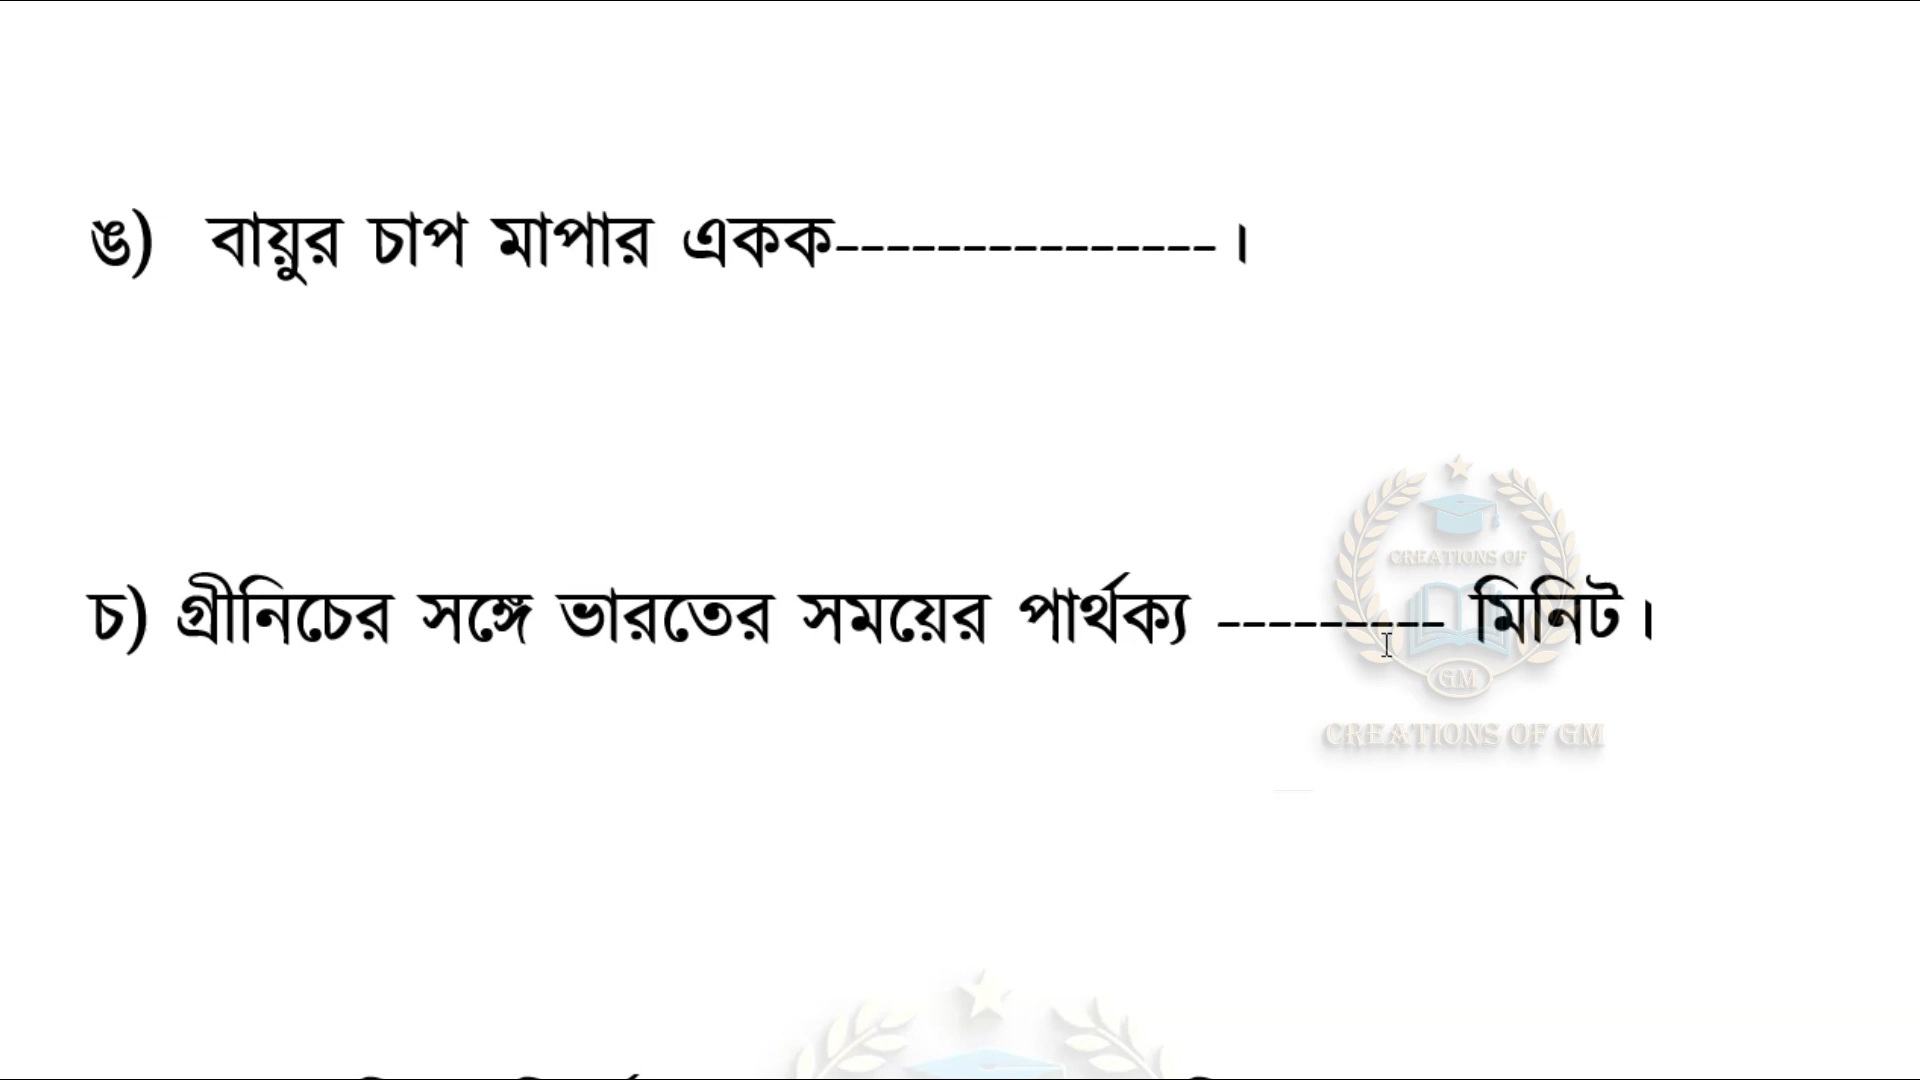 ঙ) বায়ুর চাপ মাপার একক---------------।
চ) গ্রীনিচের সঙ্গে ভারতের সময়ের পার্থক্য --------- মিনিট।
CREATIONS OF
GM
CREATIONS OF GM